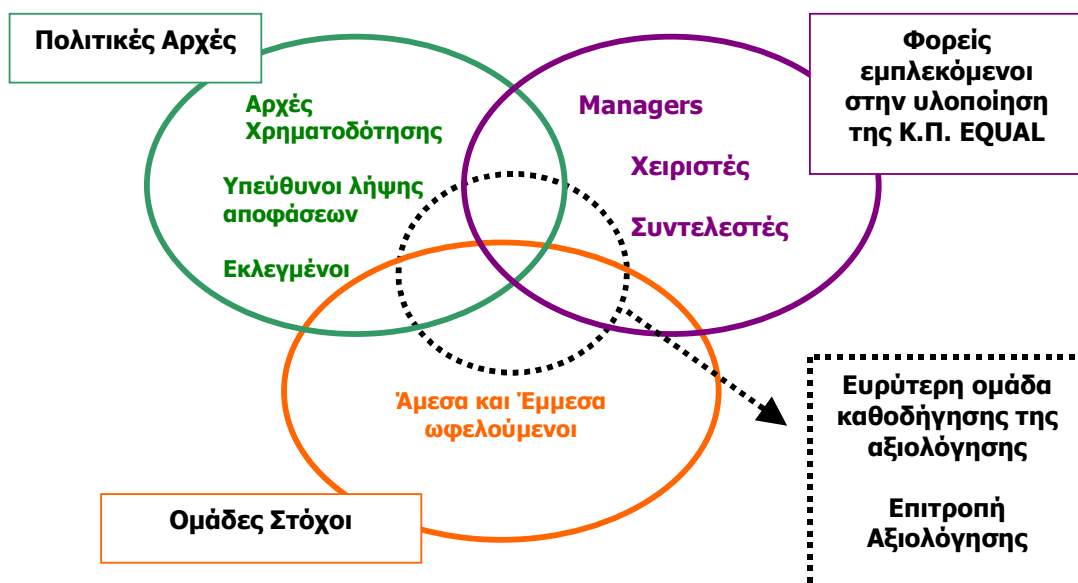 Πολιτικές Αρχές
Αρχές
Χρηματοδότησης
Υπεύθυνοι λήψης
αποφάσεων
Εκλεγμένοι
Managers
Χειριστές
Συντελεστές
Φορείς
εμπλεκόμενοι
στην υλοποίηση
της Κ.Π. EQUAL
Άμεσα και Έμμεσα
ωφελούμενοι
Ομάδες Στόχοι
Ευρύτερη ομάδα
καθοδήγησης της
αξιολόγησης
Επιτροπή
Αξιολόγησης